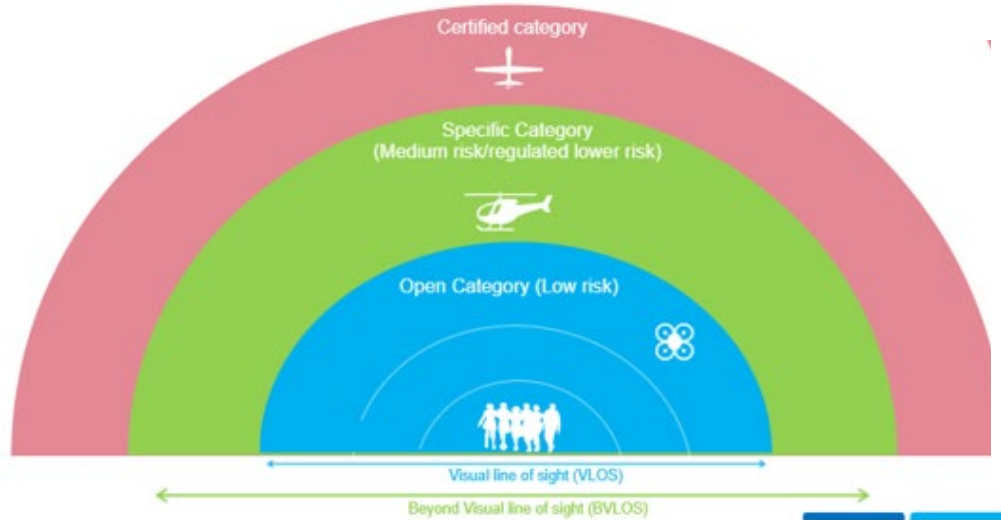 Certified category
Specific Category
(Medium risk/regulated lower risk)
Open Category (Low risk)
Visual line of sight (VLOS)
Beyond Visual line of sight (BVLOS)